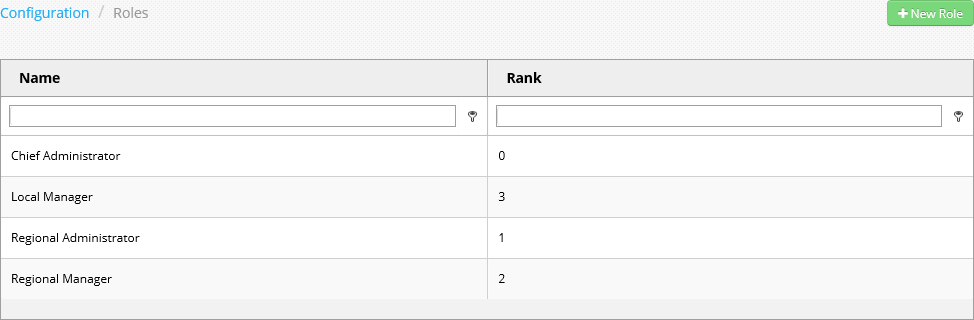 Configuration / Roles
+ New Role
Name Rank
Chief Administrator 0
Local Manager 3
Regional Administrator 1
Regional Manager 2